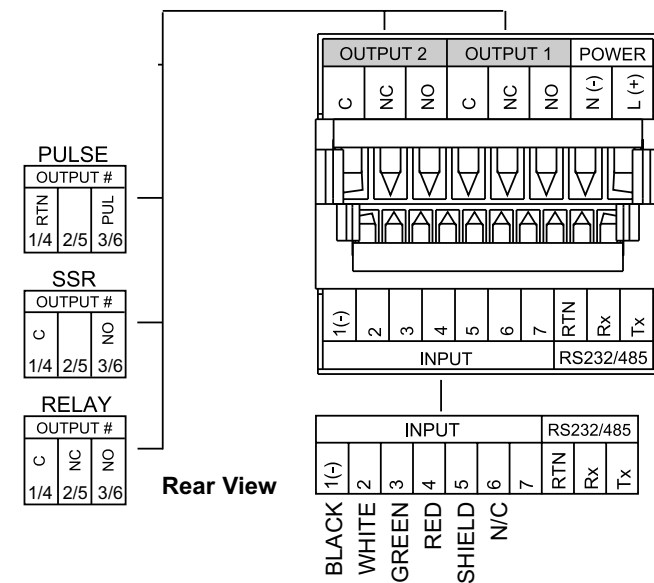 OUTPUT 2 OUTPUT 1 POWER
C NC NO C NC NO N (-) L (+)
PULSE
OUTPUT #
RTN PUL
1/4 2/5 3/6
SSR
OUTPUT #
C NO
1/4 2/5 3/6
RELAY
OUTPUT #
C NC NO
1/4 2/5 3/6
1(-) 2 3 4 5 6 7 RTN Rx Tx
INPUT RS232/485
Rear View
INPUT RS232/485
1(-) 2 3 4 5 6 7 RTN Rx Tx
BLACK WHITE GREEN RED SHIELD N/C